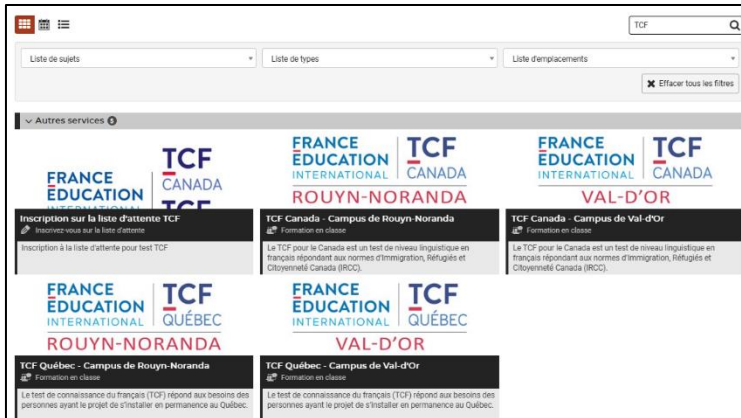 TCF
Liste de sujets
Liste de types
Liste d'emplacements
✖ Effacer tous les filtres
Autres services 5
FRANCE
ÉDUCATION
INTERNATIONAL
TCF
CANADA
TCF
Inscription sur la liste d'attente TCF
Inscrivez-vous sur la liste d'attente
Inscription à la liste d'attente pour test TCF
FRANCE
ÉDUCATION
INTERNATIONAL
TCF
CANADA
ROUYN-NORANDA
TCF Canada - Campus de Rouyn-Noranda
Formation en classe
Le TCF pour le Canada est un test de niveau linguistique en
français répondant aux normes d'Immigration, Réfugiés et
Citoyenneté Canada (IRCC).
FRANCE
ÉDUCATION
INTERNATIONAL
TCF
CANADA
VAL-D'OR
TCF Canada - Campus de Val-d'Or
Formation en classe
Le TCF pour le Canada est un test de niveau linguistique en
français répondant aux normes d'Immigration, Réfugiés et
Citoyenneté Canada (IRCC).
FRANCE
ÉDUCATION
INTERNATIONAL
TCF
QUÉBEC
ROUYN-NORANDA
TCF Québec - Campus de Rouyn-Noranda
Formation en classe
Le test de connaissance du français (TCF) répond aux besoins des
personnes ayant le projet de s'installer en permanence au Québec.
FRANCE
ÉDUCATION
INTERNATIONAL
TCF
QUÉBEC
VAL-D'OR
TCF Québec - Campus de Val-d'Or
Formation en classe
Le test de connaissance du français (TCF) répond aux besoins des
personnes ayant le projet de s'installer en permanence au Québec.